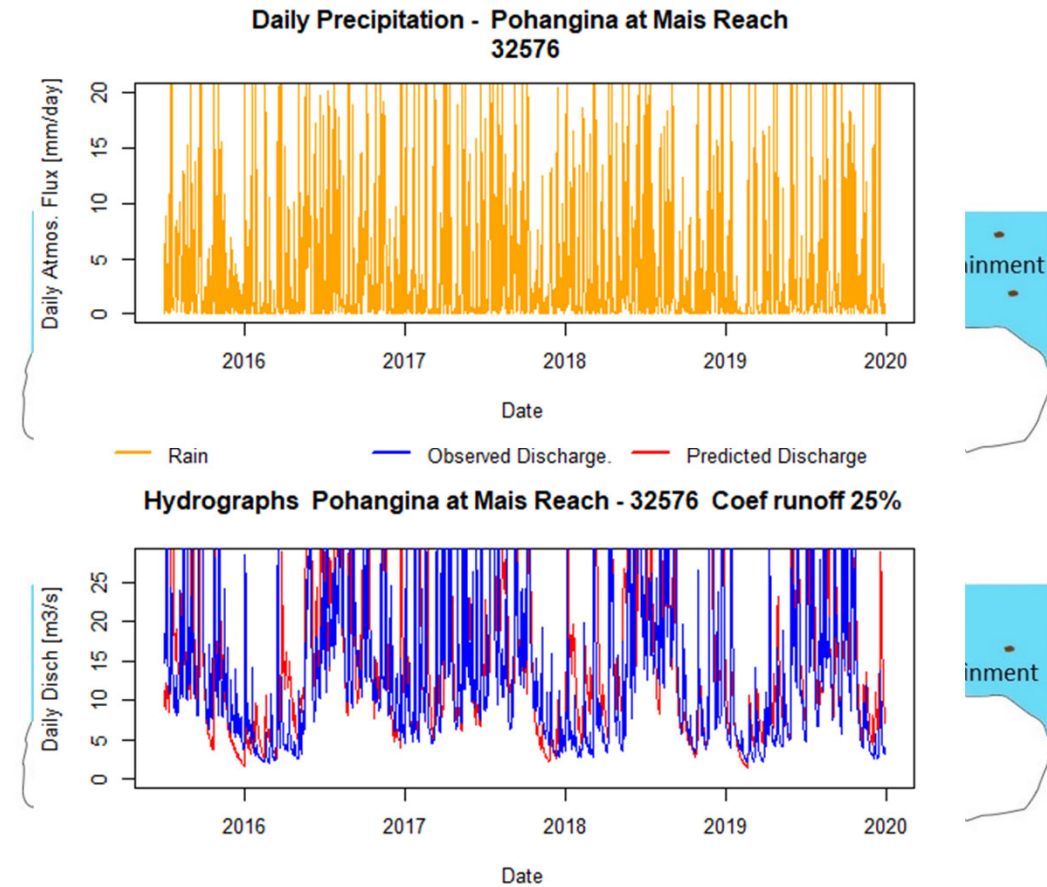 Daily Precipitation - Pohangina at Mais Reach
32576
Daily Atmos. Flux [mm/day]
20
15
10
5
0
2016 2017 2018 2019 2020
Date
inment
Rain Observed Discharge. Predicted Discharge
Hydrographs Pohangina at Mais Reach - 32576 Coef runoff 25%
Daily Disch [m3/s]
25
20
15
10
5
0
2016 2017 2018 2019 2020
Date
inment